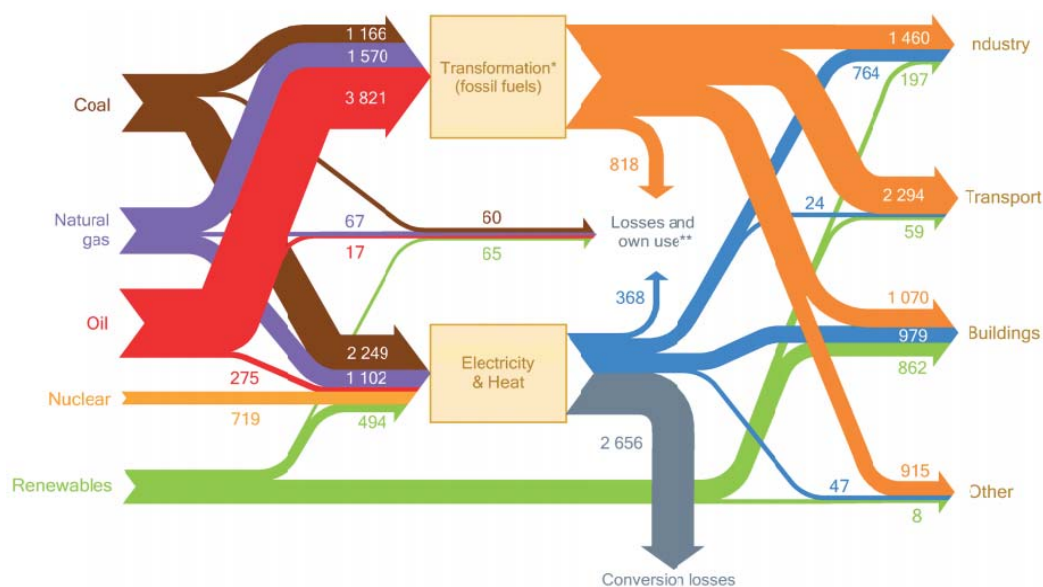 1 166
1 570
3 821
Coal
Transformation*
(fossil fuels)
1 460
ndustry
764
197
818
Natural
gas
67
60
17
65
Losses and
own use**
24
2 294
Transport
59
Oil
368
1 070
979
Buildings
862
2 249
1 102
Electricity
& Heat
275
Nuclear
719
494
2 656
Renewables
915
47
Other
8
Conversion losses